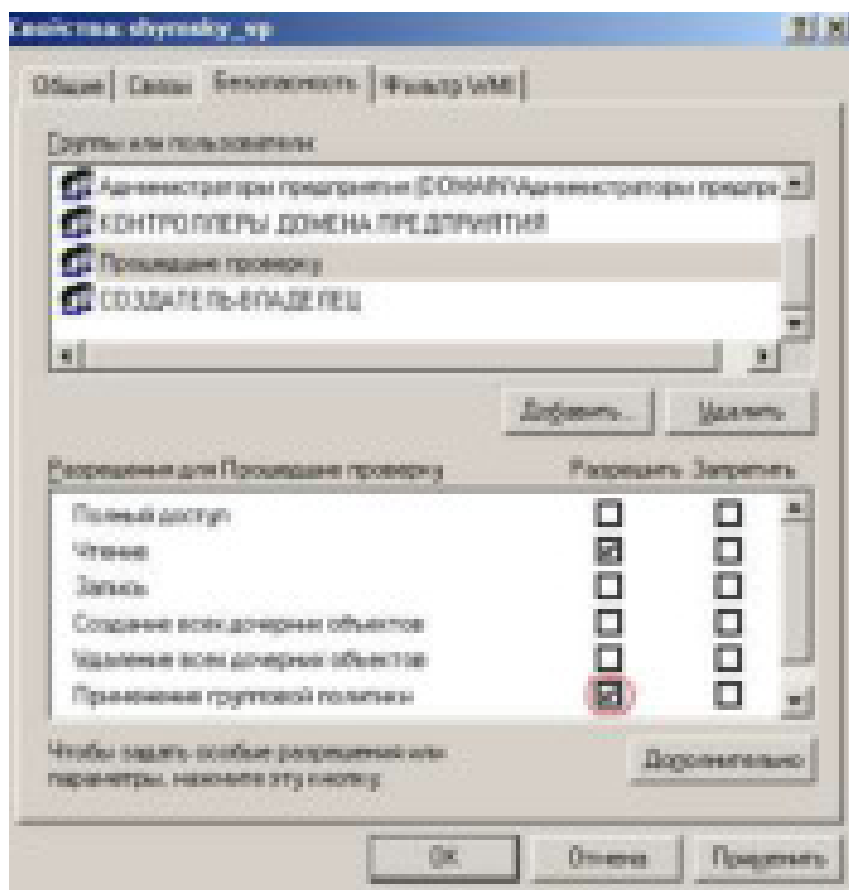 Свойства: shymsky_vp
Общие Связи Безопасность Фильтр WMI
Группы или пользователи:
Администраторы предприятия (DOMAIN\Администраторы предпри
КОНТРОЛЛЕРЫ ДОМЕНА ПРЕДПРИЯТИЯ
Прошедшие проверку
СОЗДАТЕЛЬ-ВЛАДЕЛЕЦ
Добавить... Удалить
Разрешения для Прошедшие проверку Разрешить Запретить
Полный доступ
Чтение
Запись
Создание всех дочерних объектов
Удаление всех дочерних объектов
Применение групповой политики
Чтобы задать особые разрешения или
параметры, нажмите эту кнопку. Дополнительно
OK Отмена Применить